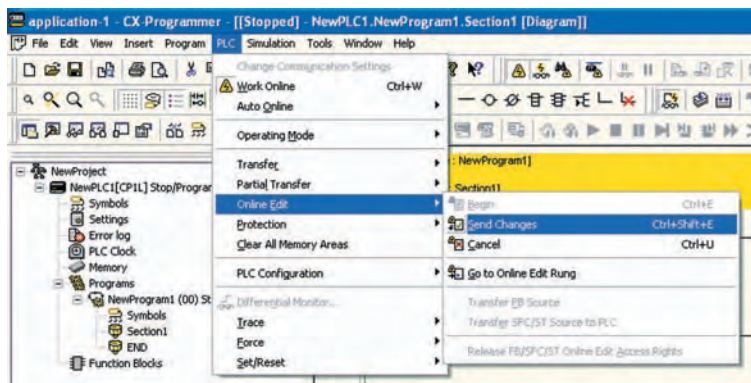 application-1 - CX-Programmer - [[Stopped] - NewPLC1.NewProgram1.Section1 [Diagram]]
File Edit View Insert Program PLC Simulation Tools Window Help
Change Communication Settings
Work Online Ctrl+W
Auto Online
Operating Mode
Transfer
Partial Transfer
Online Edit
Protection
Clear All Memory Areas
PLC Configuration
Differential Monitor...
Trace
Force
Set/Reset
Begin Ctrl+E
Send Changes Ctrl+Shift+E
Cancel Ctrl+U
Go to Online Edit Rung
Transfer FB Source
Transfer SFC/ST Source to PLC
Release FB/SFC/ST Online Edit Access Rights
: NewProgram1]
: Section1]
NewProject
NewPLC1[CP1L] Stop/Progra
Symbols
Settings
Error log
PLC Clock
Memory
Programs
NewProgram1 (00) St
Symbols
Section1
END
Function Blocks